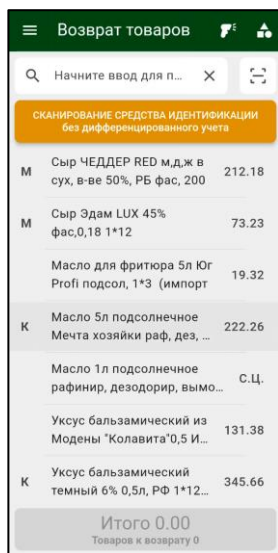 Возврат товаров
Начните ввод для п...
СКАНИРОВАНИЕ СРЕДСТВА ИДЕНТИФИКАЦИИ
без дифференцированного учета
М Сыр ЧЕДДЕР RED м,д,ж в 212.18
сух, в-ве 50%, РБ фас, 200
М Сыр Эдам LUX 45% 73.23
фас,0,18 1*12
Масло для фритюра 5л Юг 19.32
Profi подсол, 1*3 (импорт
К Масло 5л подсолнечное 222.26
Мечта хозяйки раф, дез, ...
Масло 1л подсолнечное С.Ц.
рафинир, дезодорир, вымо...
Уксус бальзамический из 131.38
Модены "Колавита"0,5 И...
К Уксус бальзамический 345.66
темный 6% 0,5л, РФ 1*12...
Итого 0.00
Товаров к возврату 0